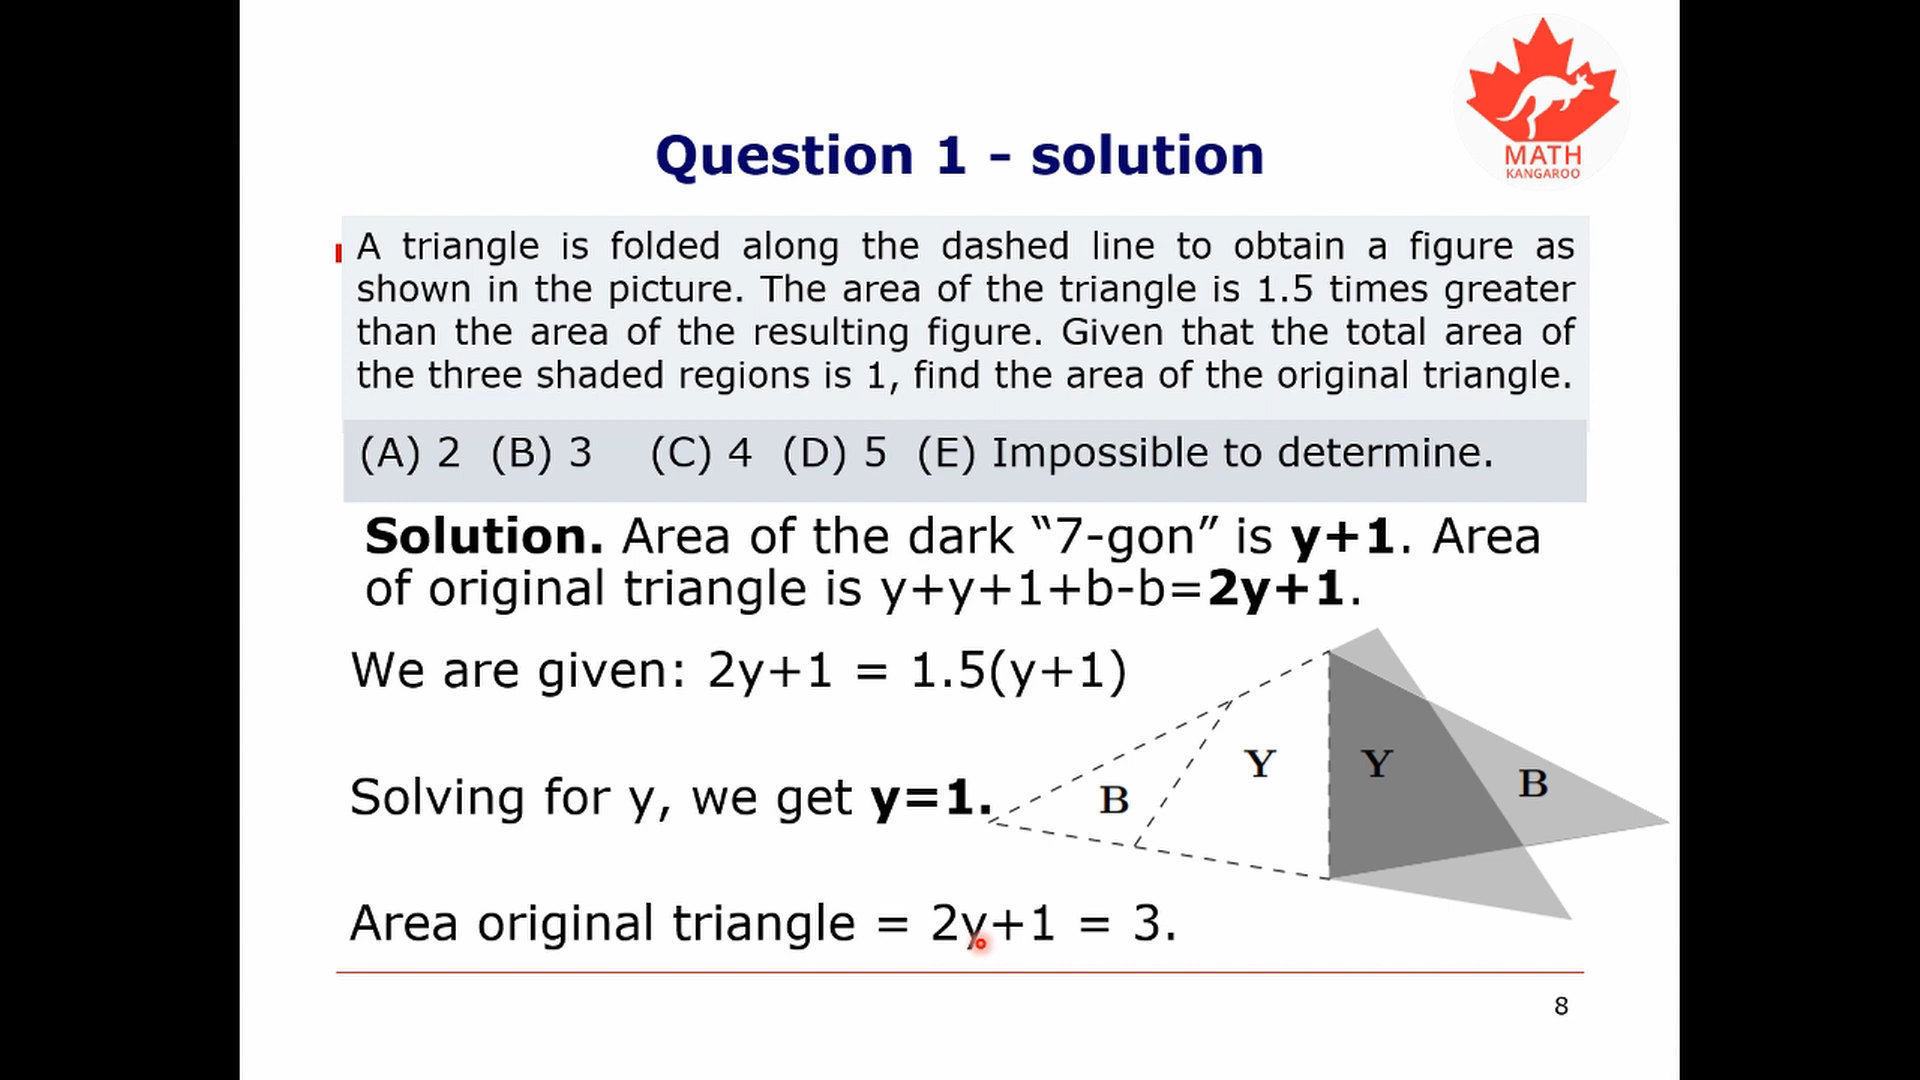 MATH
KANGAROO
Question 1 - solution
A triangle is folded along the dashed line to obtain a figure as
shown in the picture. The area of the triangle is 1.5 times greater
than the area of the resulting figure. Given that the total area of
the three shaded regions is 1, find the area of the original triangle.
(A) 2 (B) 3 (C) 4 (D) 5 (E) Impossible to determine.
Solution. Area of the dark “7-gon” is y+1. Area
of original triangle is y+y+1+b-b=2y+1.
We are given: 2y+1 = 1.5(y+1)
Y Y
B
B
Solving for y, we get y=1.
Area original triangle = 2y+1 = 3.
8